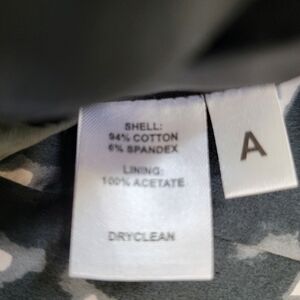 SHELL:
94% COTTON
6% SPANDEX
LINING:
100% ACETATE
DRYCLEAN
A